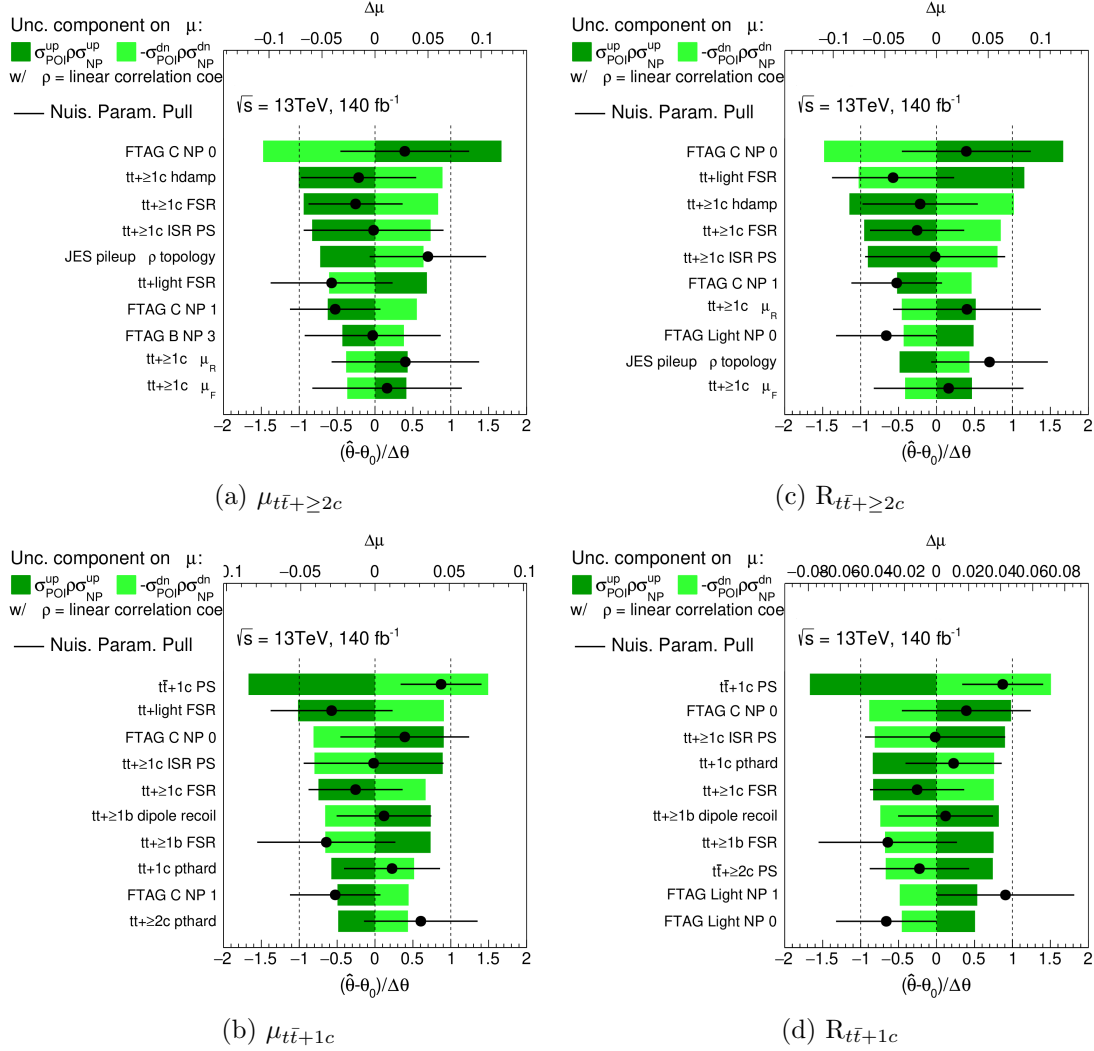 Δμ
Unc. component on μ:
−0.1 −0.05 0 0.05 0.1
σ^up_POI ρσ^up_NP -σ^dn_POI ρσ^dn_NP
w/ ρ = linear correlation coe
√s = 13TeV, 140 fb⁻¹
Nuis. Param. Pull
FTAG C NP 0
tt+≥1c hdamp
tt+≥1c FSR
tt+≥1c ISR PS
JES pileup ρ topology
tt+light FSR
FTAG C NP 1
FTAG B NP 3
tt+≥1c μ_R
tt+≥1c μ_F
−2 −1.5 −1 −0.5 0 0.5 1 1.5 2
(θ̂-θ₀)/Δθ
(a) μ_tt̄+≥2c
Δμ
Unc. component on μ:
−0.1 −0.05 0 0.05 0.1
σ^up_POI ρσ^up_NP -σ^dn_POI ρσ^dn_NP
w/ ρ = linear correlation coe
√s = 13TeV, 140 fb⁻¹
Nuis. Param. Pull
FTAG C NP 0
tt+light FSR
tt+≥1c hdamp
tt+≥1c FSR
tt+≥1c ISR PS
FTAG C NP 1
tt+≥1c μ_R
FTAG Light NP 0
JES pileup ρ topology
tt+≥1c μ_F
−2 −1.5 −1 −0.5 0 0.5 1 1.5 2
(θ̂-θ₀)/Δθ
(c) R_tt̄+≥2c
Δμ
Unc. component on μ:
0.1 −0.05 0 0.05 0.1
σ^up_POI ρσ^up_NP -σ^dn_POI ρσ^dn_NP
w/ ρ = linear correlation coe
√s = 13TeV, 140 fb⁻¹
Nuis. Param. Pull
tt̄+1c PS
tt+light FSR
FTAG C NP 0
tt+≥1c ISR PS
tt+≥1c FSR
tt+≥1b dipole recoil
tt+≥1b FSR
tt+1c pthard
FTAG C NP 1
tt+≥2c pthard
−2 −1.5 −1 −0.5 0 0.5 1 1.5 2
(θ̂-θ₀)/Δθ
(b) μ_tt̄+1c
Δμ
Unc. component on μ:
−0.08 −0.06 −0.04 −0.02 0 0.02 0.04 0.06 0.08
σ^up_POI ρσ^up_NP -σ^dn_POI ρσ^dn_NP
w/ ρ = linear correlation coe
√s = 13TeV, 140 fb⁻¹
Nuis. Param. Pull
tt̄+1c PS
FTAG C NP 0
tt+≥1c ISR PS
tt+1c pthard
tt+≥1c FSR
tt+≥1b dipole recoil
tt+≥1b FSR
tt̄+≥2c PS
FTAG Light NP 1
FTAG Light NP 0
−2 −1.5 −1 −0.5 0 0.5 1 1.5 2
(θ̂-θ₀)/Δθ
(d) R_tt̄+1c